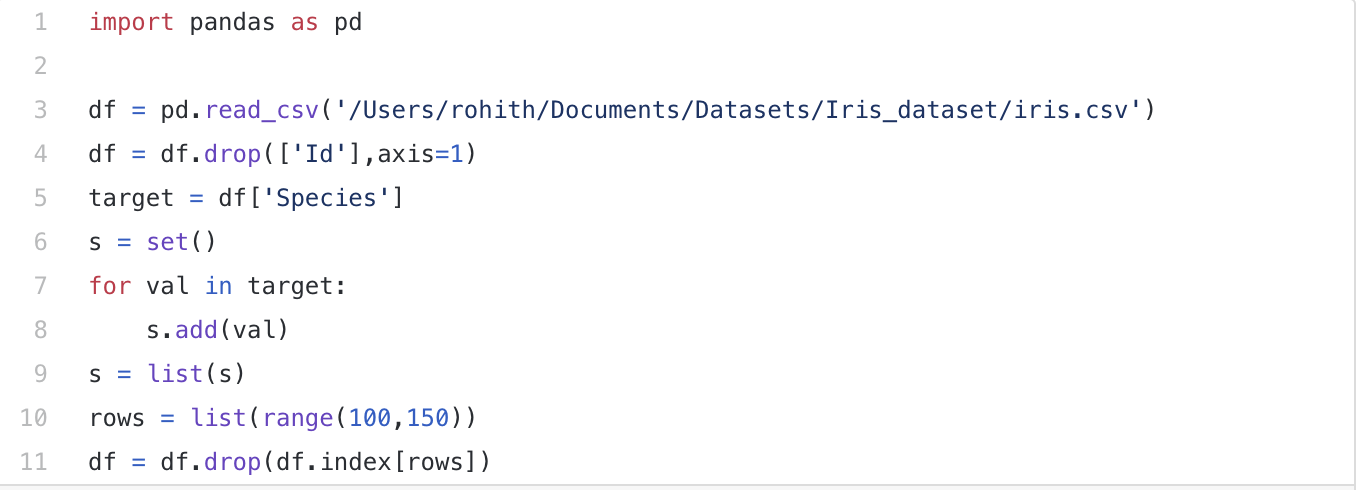 1 import pandas as pd
2
3 df = pd.read_csv('/Users/rohith/Documents/Datasets/Iris_dataset/iris.csv')
4 df = df.drop(['Id'],axis=1)
5 target = df['Species']
6 s = set()
7 for val in target:
8     s.add(val)
9 s = list(s)
10 rows = list(range(100,150))
11 df = df.drop(df.index[rows])